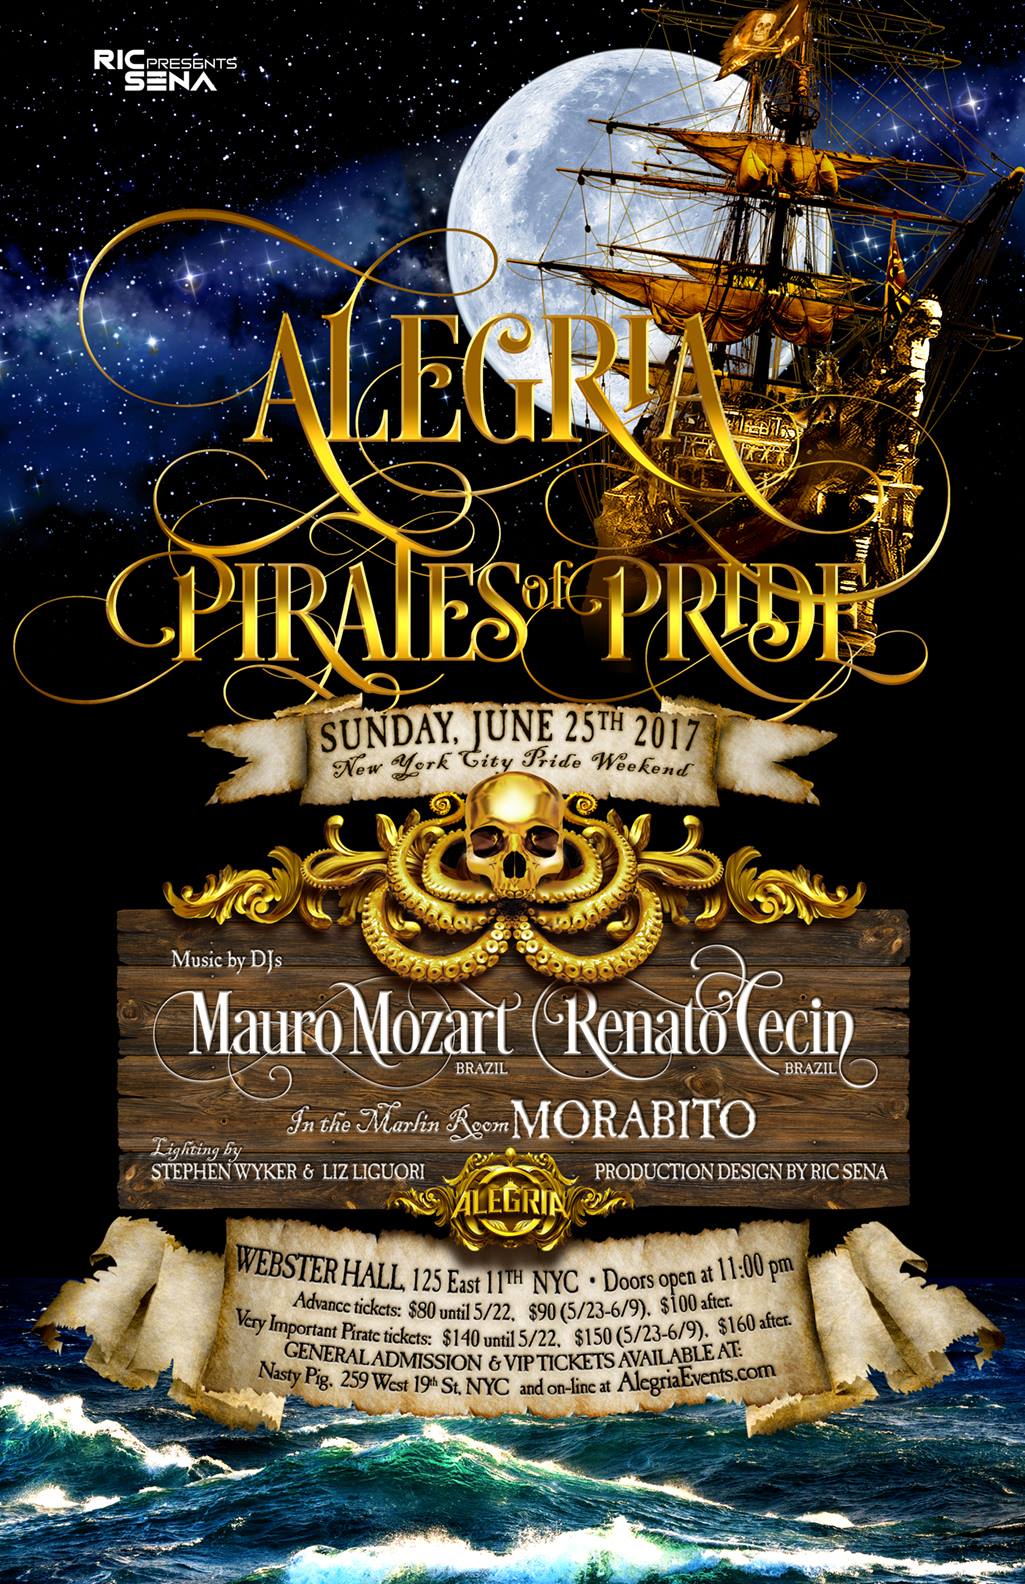 RIC PRESENTS
SENA
ALEGRIA
PIRATES of PRIDE
SUNDAY, JUNE 25TH 2017
New York City Pride Weekend
Music by DJs
Mauro Mozart Renato Cecin
BRAZIL BRAZIL
In the Marlin Room MORABITO
Lighting by
STEPHEN WYKER & LIZ LIGUORI PRODUCTION DESIGN BY RIC SENA
ALEGRIA
WEBSTER HALL, 125 East 11TH NYC • Doors open at 11:00 pm
Advance tickets: $80 until 5/22, $90 (5/23-6/9), $100 after.
Very Important Pirate tickets: $140 until 5/22, $150 (5/23-6/9), $160 after.
GENERAL ADMISSION & VIP TICKETS AVAILABLE AT:
Nasty Pig, 259 West 19th St, NYC and on-line at AlegriaEvents.com